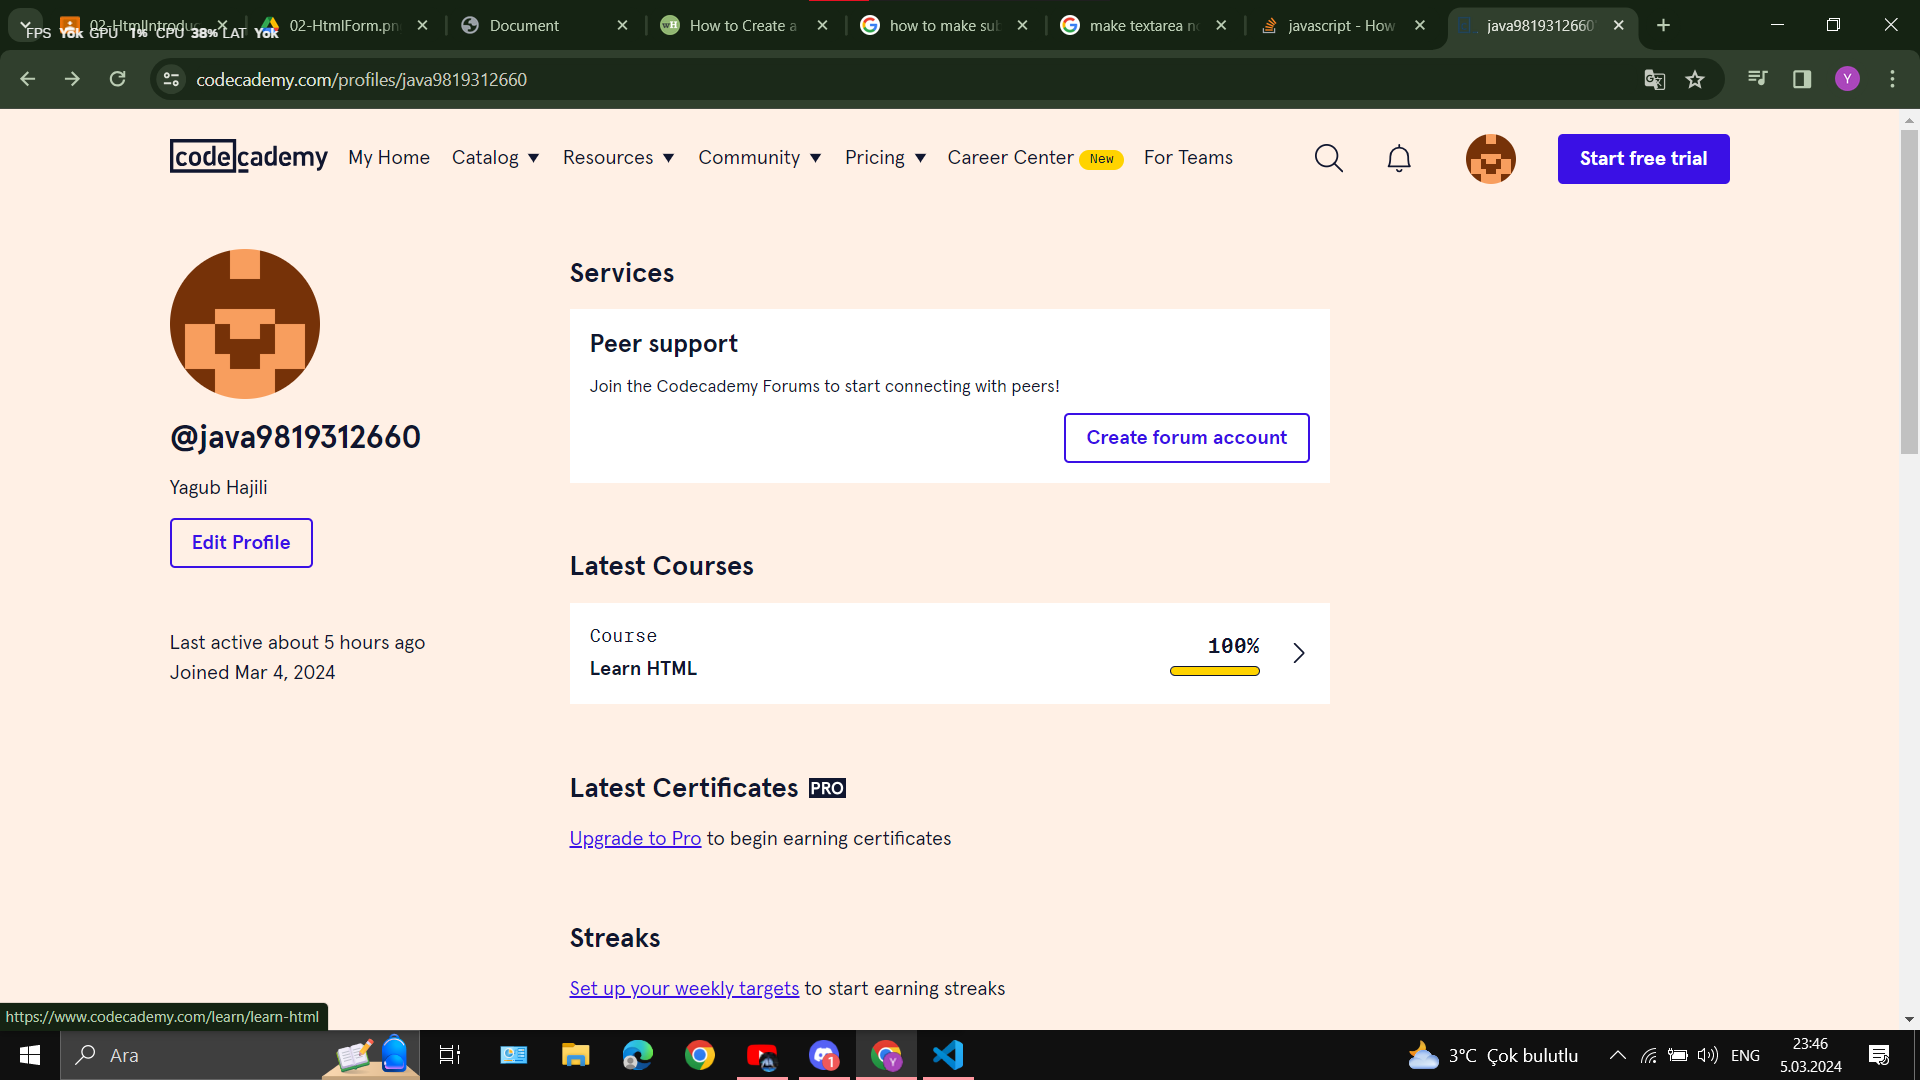 02-HtmlIntroduc
02-HtmlForm.pn
Document
How to Create a
how to make sub
make textarea no
javascript - How
java9819312660
FPS Yok GPU 1% CPU 38% LAT Yok
codecademy.com/profiles/java9819312660
Y
codecademy
My Home
Catalog
Resources
Community
Pricing
Career Center New
For Teams
Start free trial
@java9819312660
Yagub Hajili
Edit Profile
Last active about 5 hours ago
Joined Mar 4, 2024
Services
Peer support
Join the Codecademy Forums to start connecting with peers!
Create forum account
Latest Courses
Course
Learn HTML
100%
Latest Certificates PRO
Upgrade to Pro to begin earning certificates
Streaks
Set up your weekly targets to start earning streaks
https://www.codecademy.com/learn/learn-html
Ara
1
Y
3°C Çok bulutlu
ENG
23:46
5.03.2024